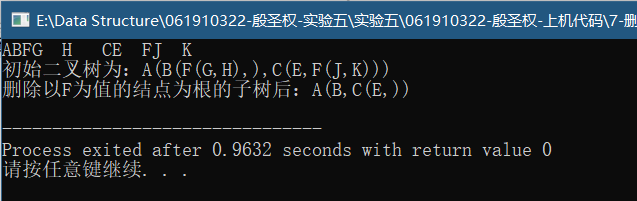 E:\Data Structure\061910322-殷圣权-实验五\实验五\061910322-殷圣权-上机代码\7-删
ABFG  H   CE  FJ  K
初始二叉树为：A(B(F(G,H),),C(E,F(J,K)))
删除以F为值的结点为根的子树后：A(B,C(E,))
--------------------------------
Process exited after 0.9632 seconds with return value 0
请按任意键继续. . .